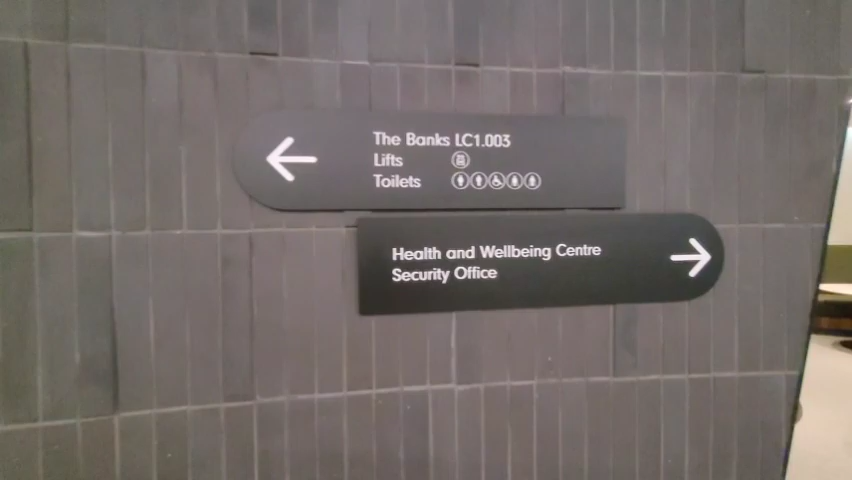 The Banks LC1.003
Lifts
Toilets
Health and Wellbeing Centre
Security Office